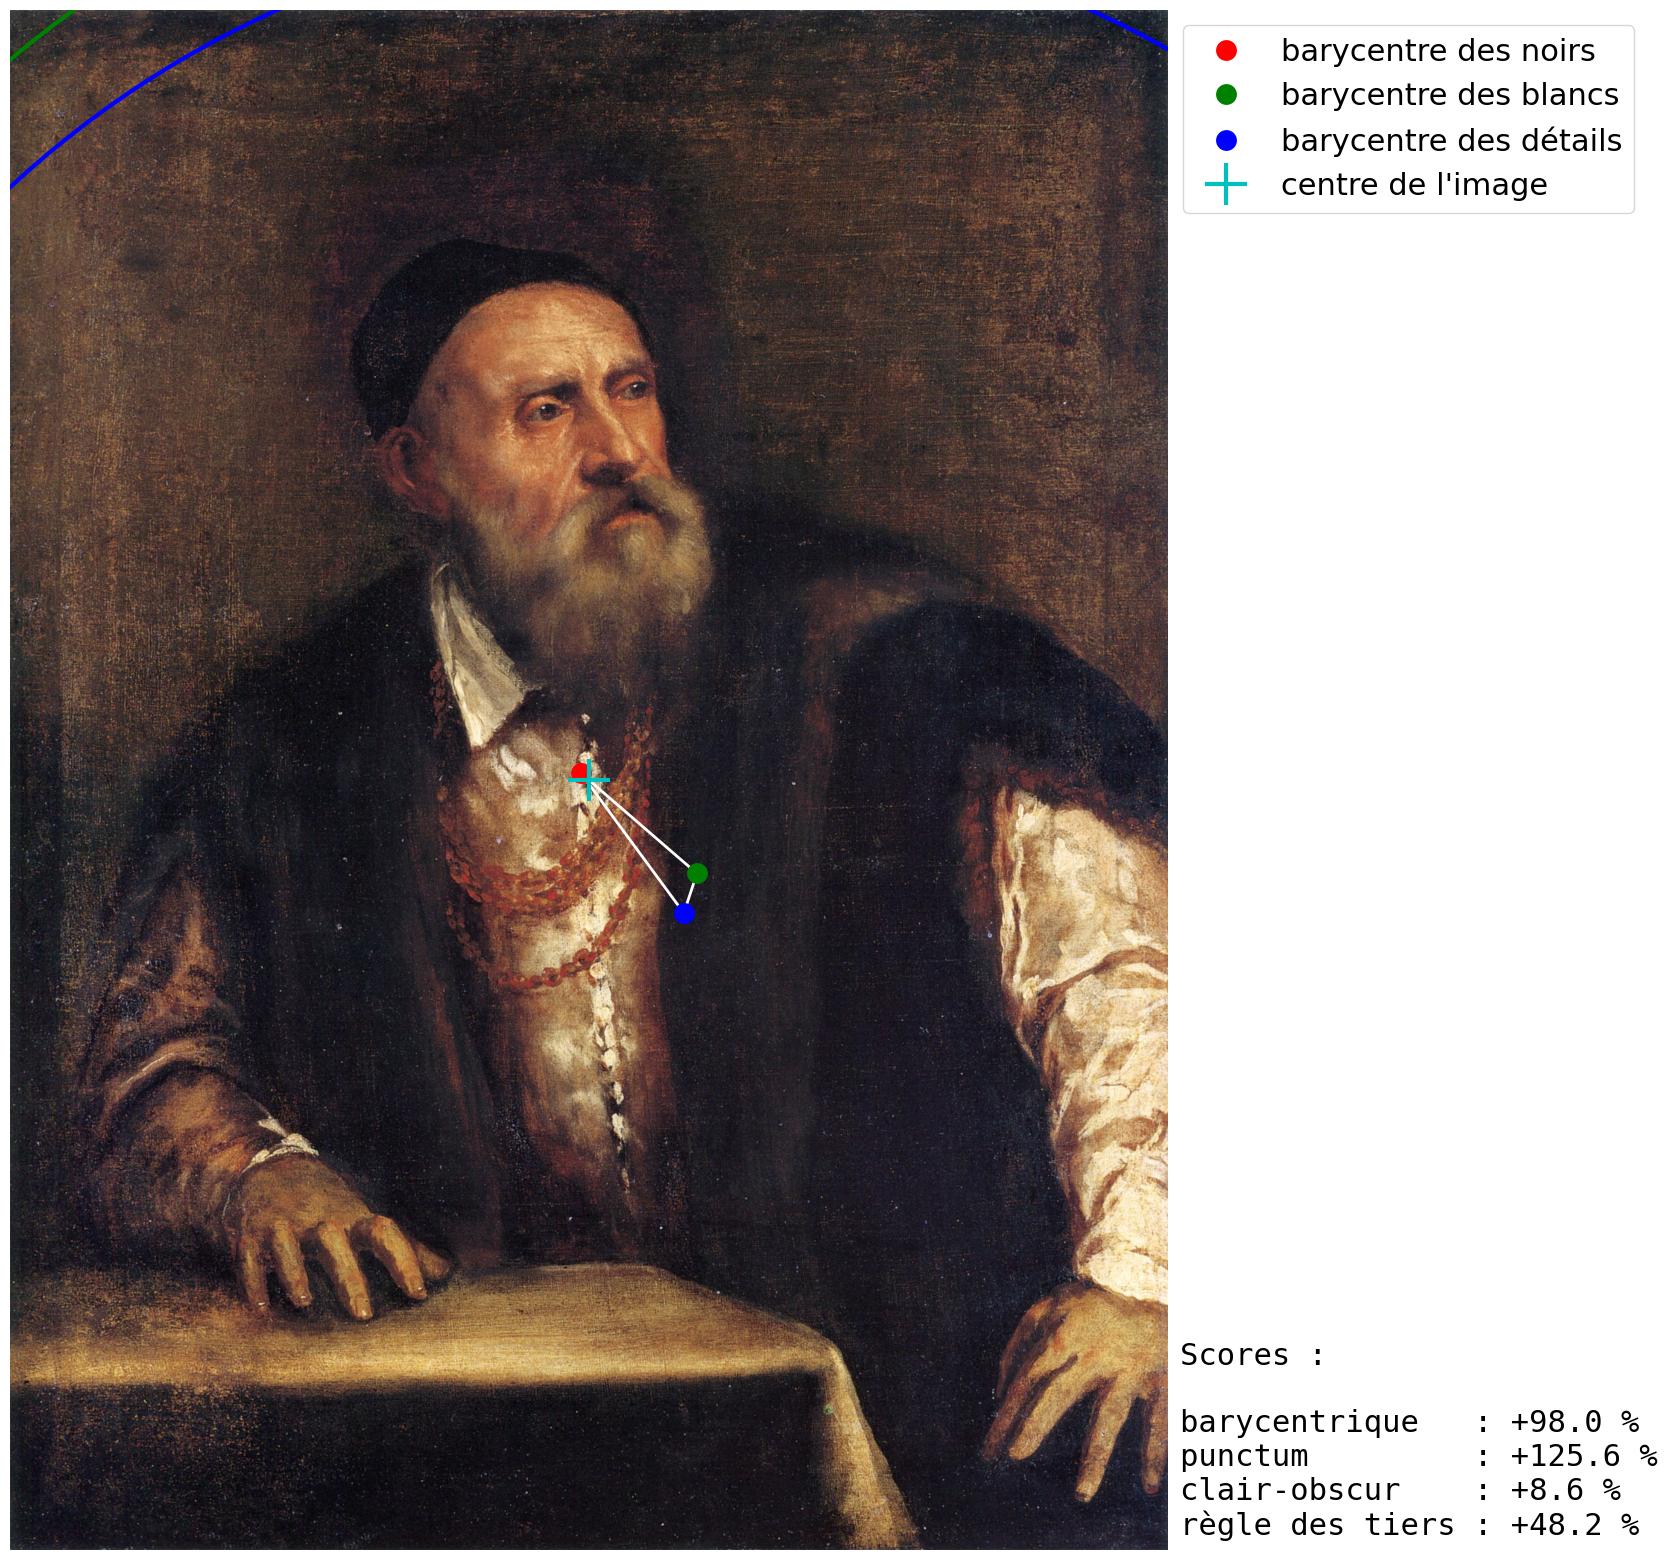 barycentre des noirs
barycentre des blancs
barycentre des détails
centre de l'image
Scores :
barycentrique   : +98.0 %
punctum         : +125.6 %
clair-obscur    : +8.6 %
règle des tiers : +48.2 %